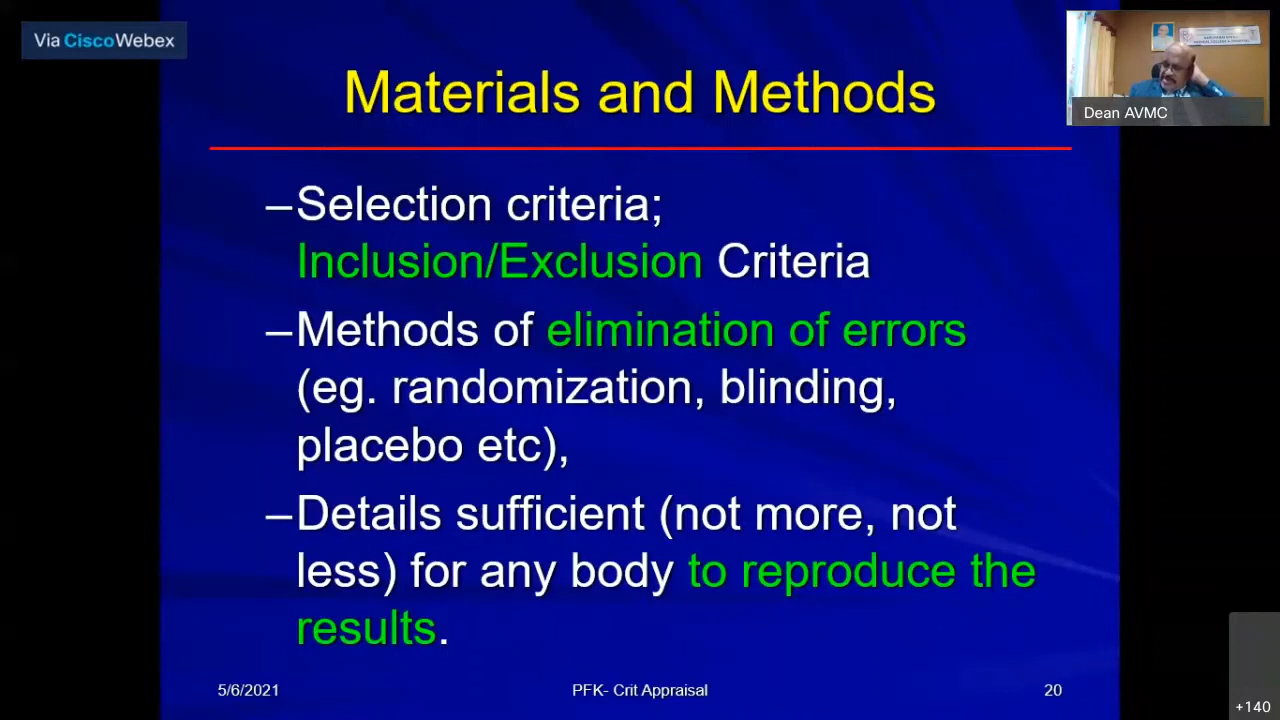 Via CiscoWebex
Materials and Methods
–Selection criteria;
Inclusion/Exclusion Criteria
–Methods of elimination of errors
(eg. randomization, blinding,
placebo etc),
–Details sufficient (not more, not
less) for any body to reproduce the
results.
5/6/2021
PFK- Crit Appraisal
20
Dean AVMC
+140